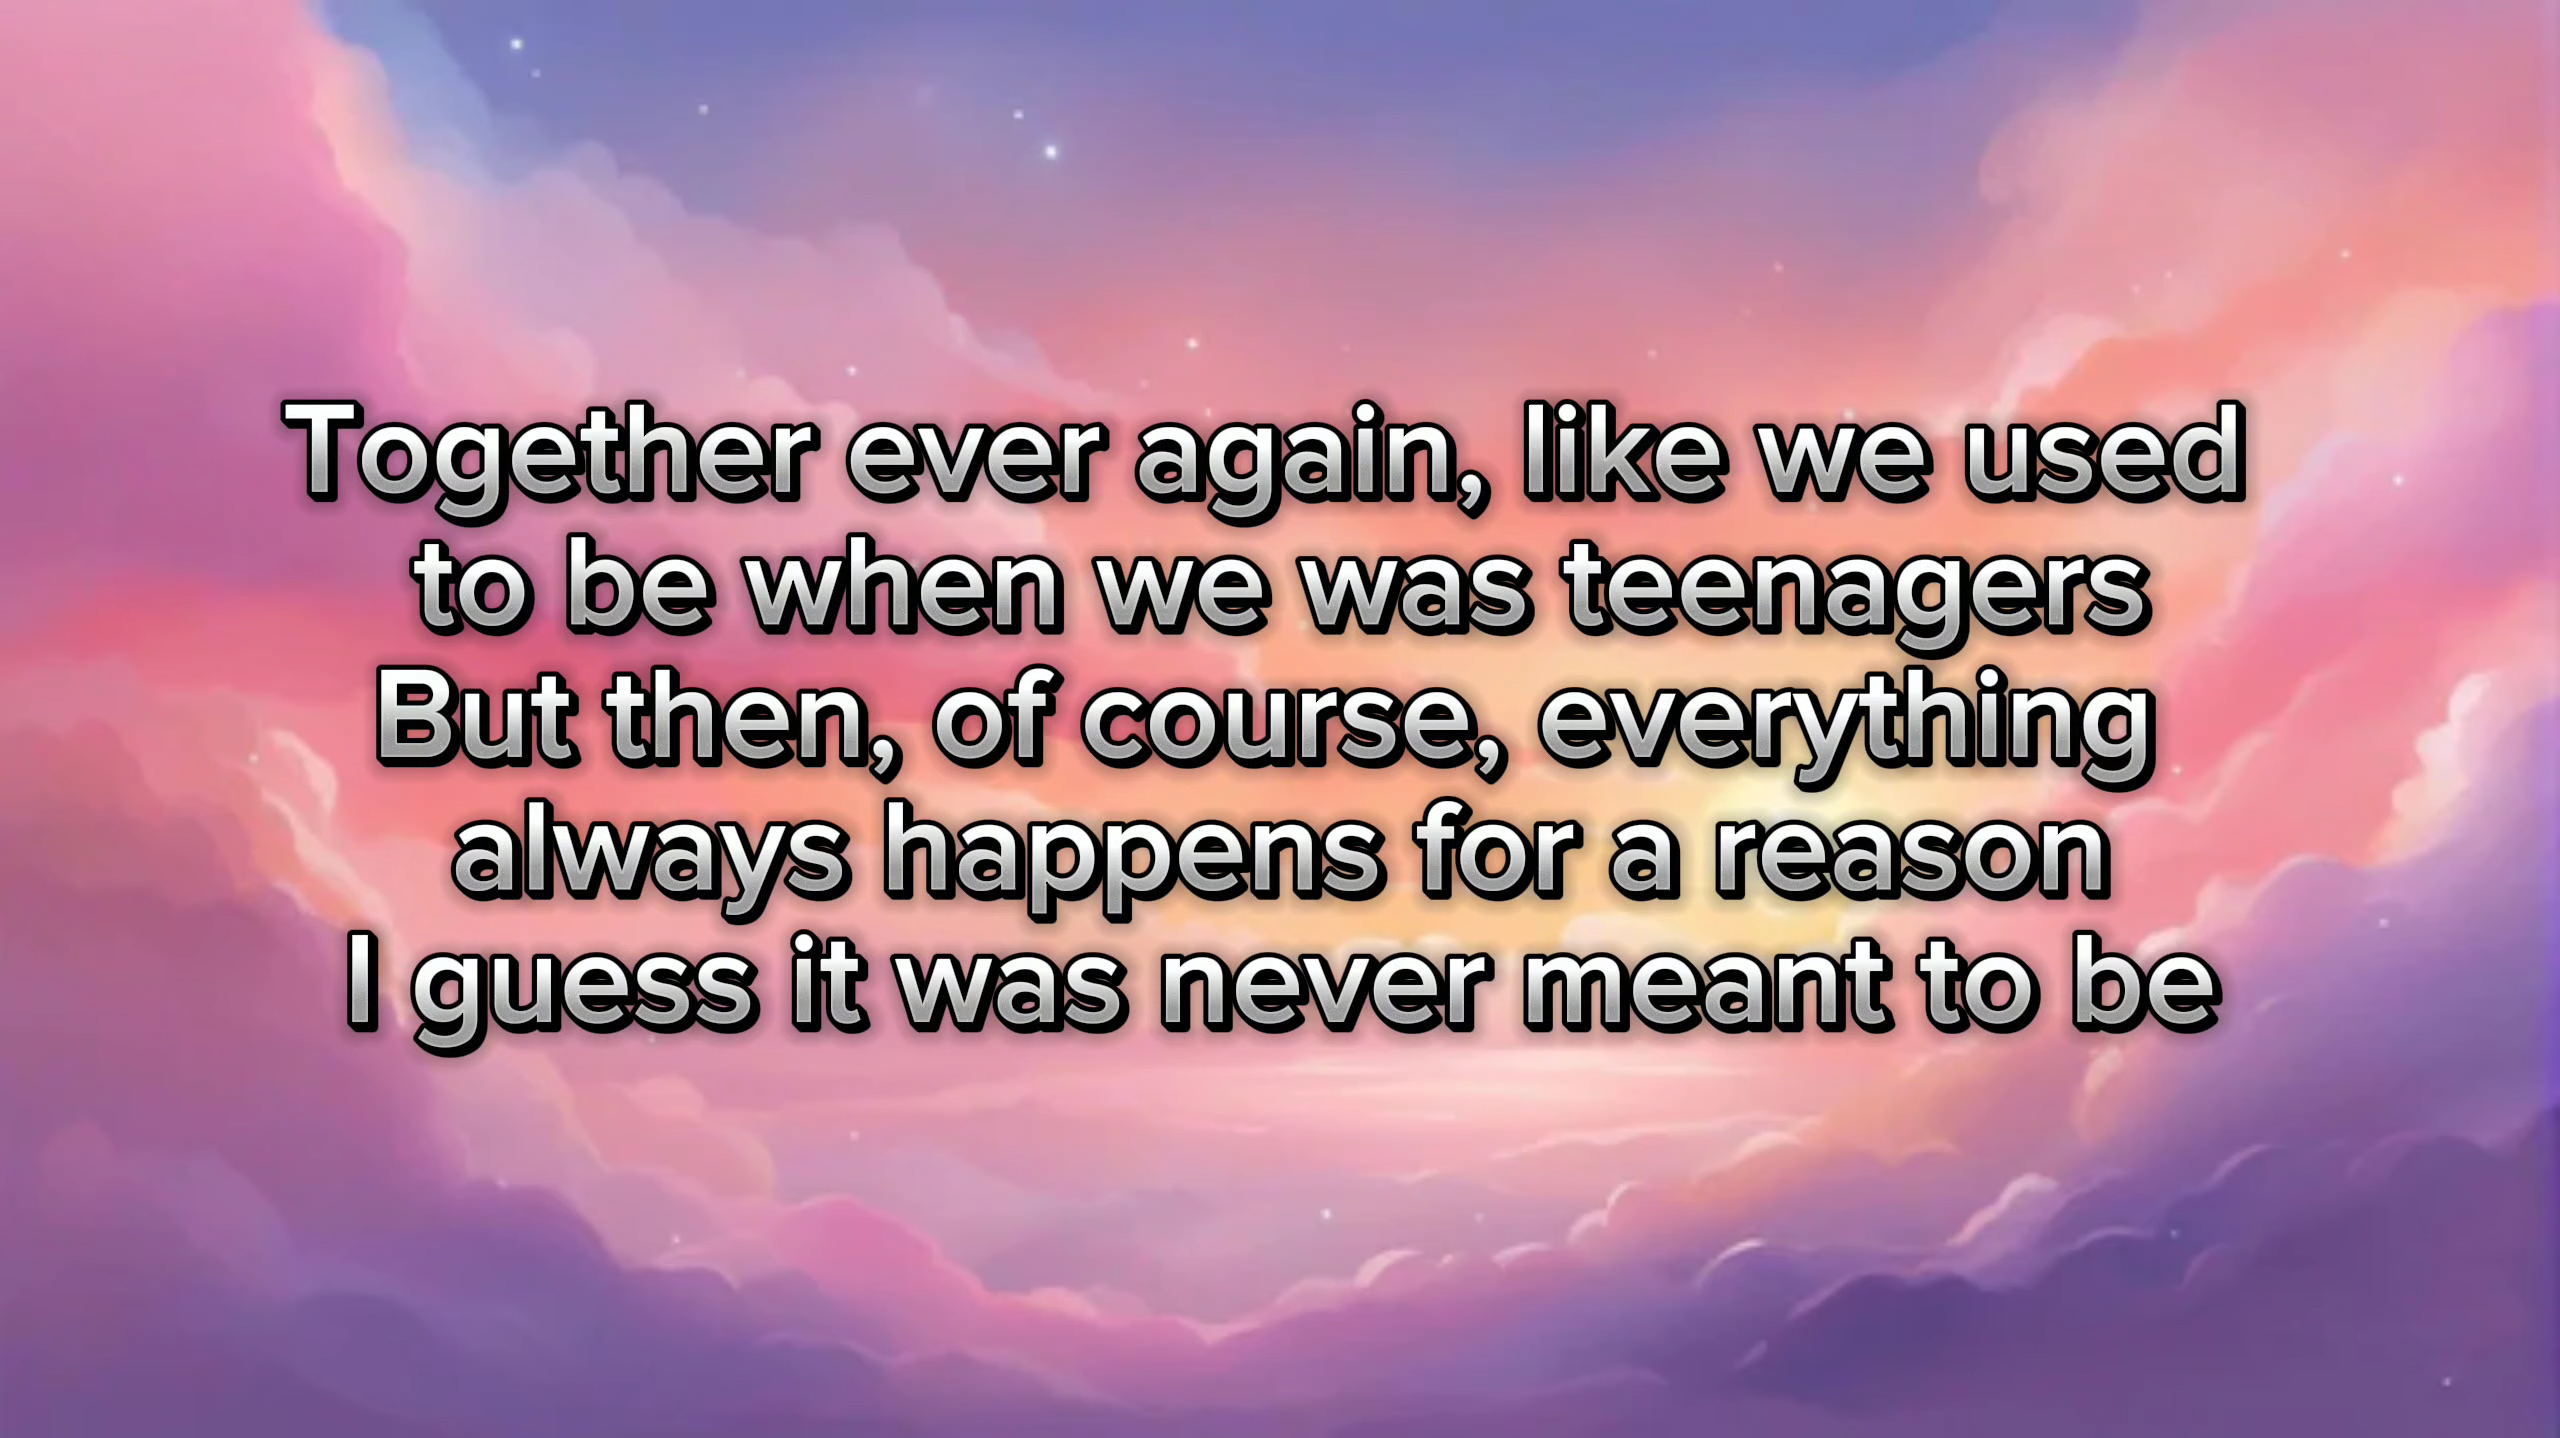 Together ever again, like we used
to be when we was teenagers
But then, of course, everything
always happens for a reason
I guess it was never meant to be